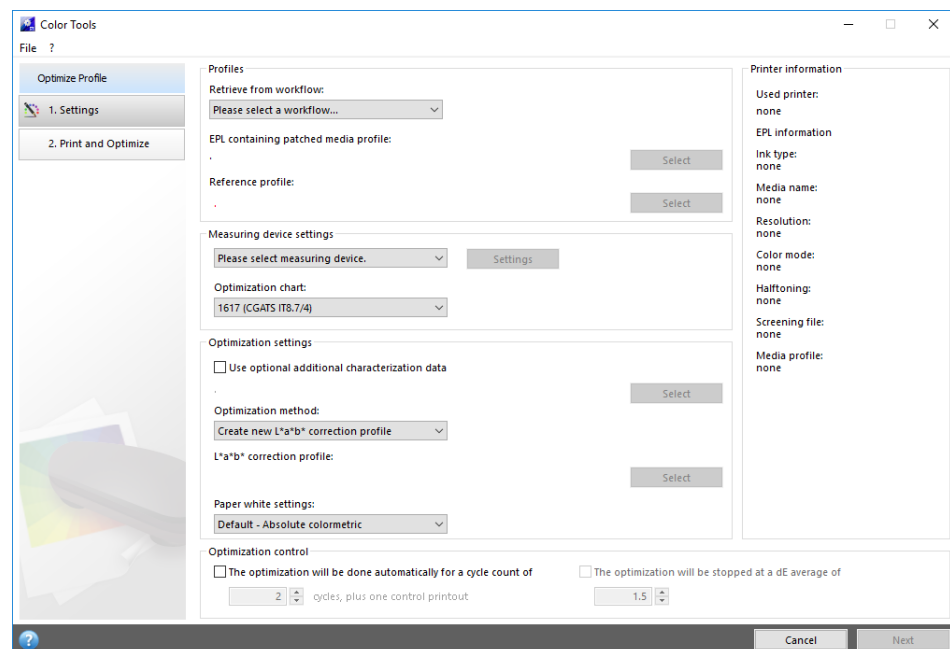 Color Tools
File ?
Optimize Profile
1. Settings
2. Print and Optimize
Profiles
Retrieve from workflow:
Please select a workflow...
EPL containing patched media profile:
.
Select
Reference profile:
.
Select
Measuring device settings
Please select measuring device.
Settings
Optimization chart:
1617 (CGATS IT8.7/4)
Optimization settings
Use optional additional characterization data
.
Select
Optimization method:
Create new L*a*b* correction profile
L*a*b* correction profile:
Select
Paper white settings:
Default - Absolute colormetric
Optimization control
The optimization will be done automatically for a cycle count of
2 cycles, plus one control printout
The optimization will be stopped at a dE average of
1.5
Printer information
Used printer:
none
EPL information
Ink type:
none
Media name:
none
Resolution:
none
Color mode:
none
Halftoning:
none
Screening file:
none
Media profile:
none
?
Cancel
Next